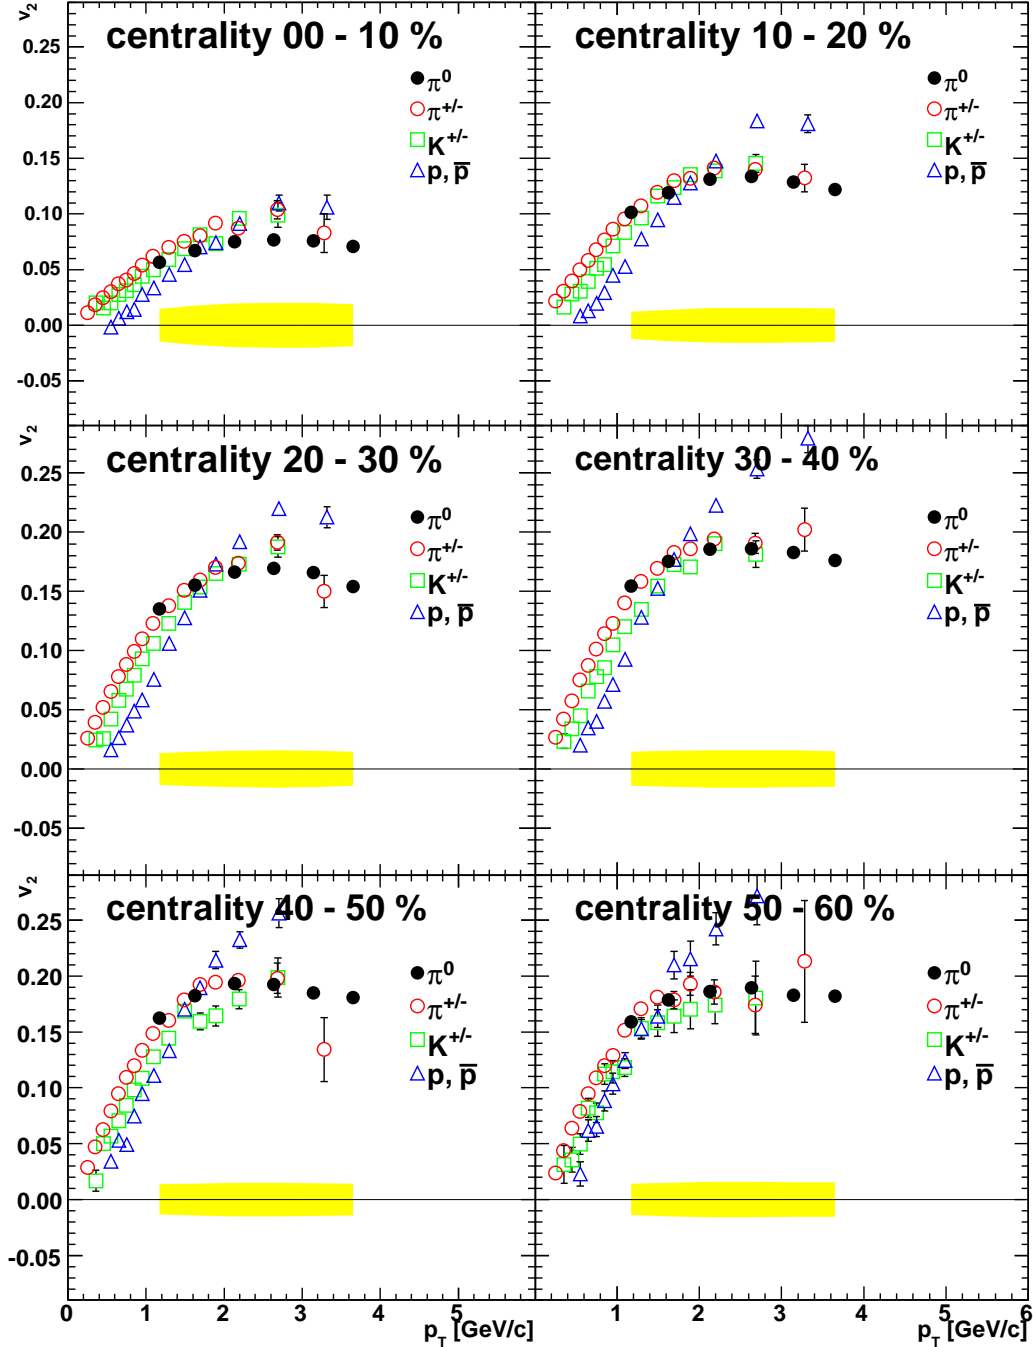 v2
centrality 00 - 10 %
centrality 10 - 20 %
0.25
0.20
0.15
0.10
0.05
0.00
-0.05
π0
π+/-
K+/-
p, p̅
π0
π+/-
K+/-
p, p̅
v2
centrality 20 - 30 %
centrality 30 - 40 %
0.25
0.20
0.15
0.10
0.05
0.00
-0.05
π0
π+/-
K+/-
p, p̅
π0
π+/-
K+/-
p, p̅
v2
centrality 40 - 50 %
centrality 50 - 60 %
0.25
0.20
0.15
0.10
0.05
0.00
-0.05
π0
π+/-
K+/-
p, p̅
π0
π+/-
K+/-
p, p̅
0 1 2 3 4 5 1 2 3 4 5 6
pT [GeV/c]
pT [GeV/c]